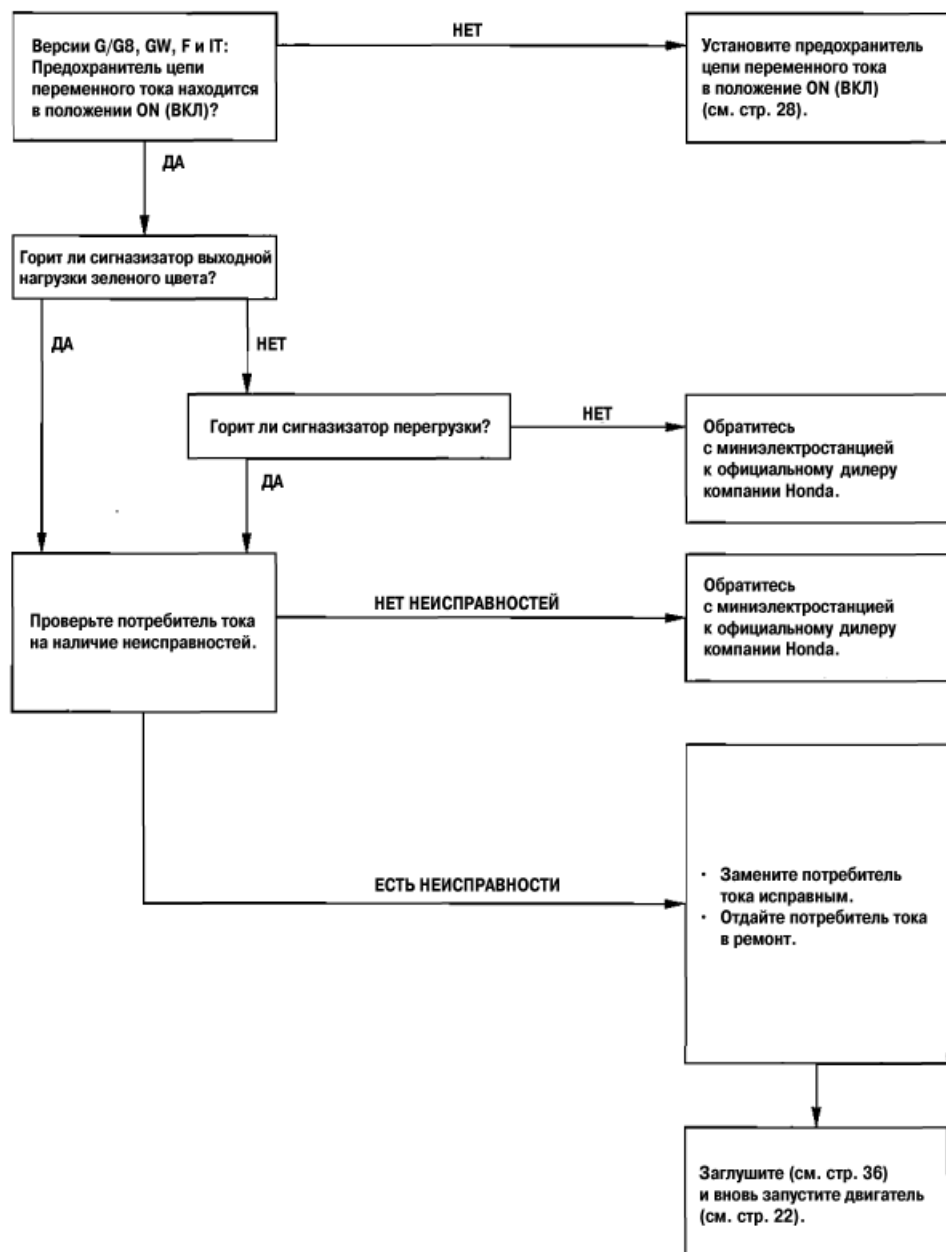 Версии G/G8, GW, F и IT:
Предохранитель цепи
переменного тока находится
в положении ON (ВКЛ)?
НЕТ
Установите предохранитель
цепи переменного тока
в положение ON (ВКЛ)
(см. стр. 28).
ДА
Горит ли сигназизатор выходной
нагрузки зеленого цвета?
ДА
НЕТ
Горит ли сигназизатор перегрузки?
НЕТ
Обратитесь
с миниэлектростанцией
к официальному дилеру
компании Honda.
ДА
Проверьте потребитель тока
на наличие неисправностей.
НЕТ НЕИСПРАВНОСТЕЙ
Обратитесь
с миниэлектростанцией
к официальному дилеру
компании Honda.
ЕСТЬ НЕИСПРАВНОСТИ
· Замените потребитель
тока исправным.
· Отдайте потребитель тока
в ремонт.
Заглушите (см. стр. 36)
и вновь запустите двигатель
(см. стр. 22).